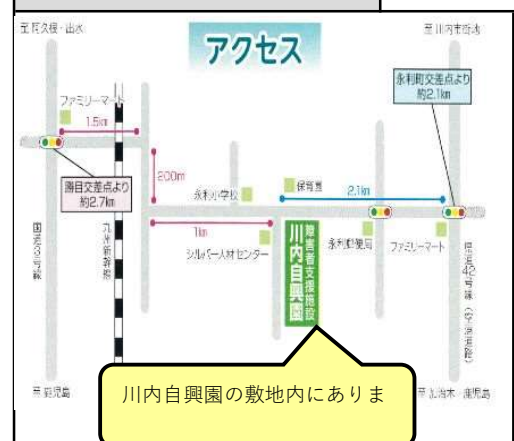 アクセス
至 阿久根・出水
至 川内市街地
永利町交差点より
約2.1km
ファミリーマート
1.5km
勝目交差点より
約2.7km
200m
永利小学校
保育園
2.1km
1km
シルバー人材センター
障害者支援施設
川内自興園
永利郵便局
ファミリーマート
国道3号線
九州新幹線
県道42号線
至 鹿児島
至 加治木・鹿児島
川内自興園の敷地内にありま